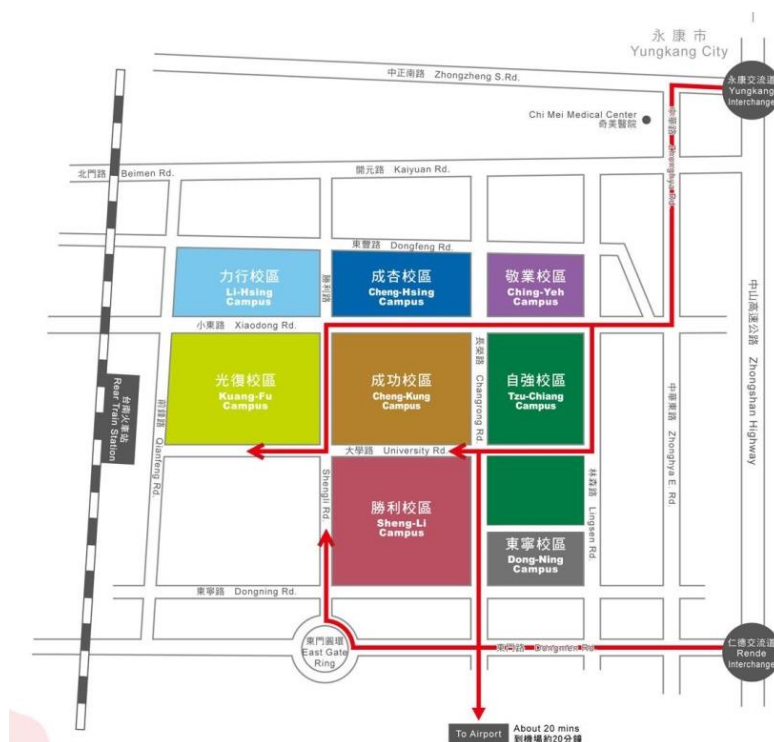 永康市
Yungkang City
永康交流道
Yungkang
Interchange
中正南路 Zhongzheng S.Rd.
Chi Mei Medical Center
奇美醫院
中華路
北門路 Beimen Rd.
開元路 Kaiyuan Rd.
東豐路 Dongfeng Rd.
力行校區
Li-Hsing
Campus
勝利路
成杏校區
Cheng-Hsing
Campus
敬業校區
Ching-Yeh
Campus
中山高速公路 Zhongshan Highway
小東路 Xiaodong Rd.
光復校區
Kuang-Fu
Campus
成功校區
Cheng-Kung
Campus
長榮路 Changrong Rd.
自強校區
Tzu-Chiang
Campus
台南火車站
Rear Train Station
前鋒路 Qianfeng Rd.
中華東路 Zhonghya E. Rd.
大學路 University Rd.
Shengli Rd.
勝利校區
Sheng-Li
Campus
林森路 Lingsen Rd.
東寧校區
Dong-Ning
Campus
東寧路 Dongning Rd.
東門圓環
East Gate
Ring
東門路
仁德交流道
Rende
Interchange
To Airport
About 20 mins
到機場約20分鐘